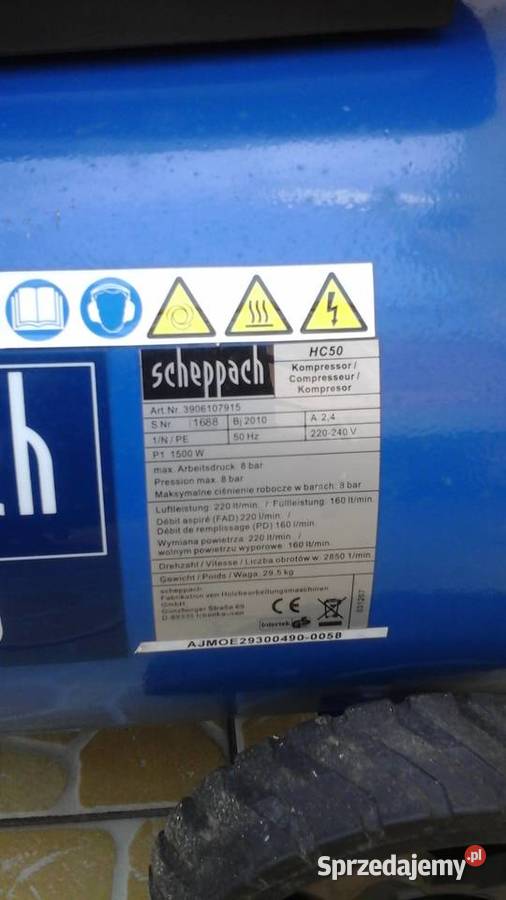 scheppach
HC50
Kompressor /
Compresseur /
Kompresor
Art.Nr. 3906107915
S.Nr 1688 Bj 2010 A 2,4
1/N/PE 50 Hz 220-240 V
P1 1500 W
max. Arbeitsdruck. 8 bar
Pression max. 8 bar
Maksymalne ciśnienie robocze w barach: 8 bar
Luftleistung: 220 lt/min. / Füllleistung: 160 lt/min.
Débit aspiré (FAD) 220 l/min. /
Débit de remplissage (PD) 160 l/min.
Wymiana powietrza: 220 l/min. /
wolnym powietrzu wyporowe: 160 lt/min.
Drehzahl / Vitesse / Liczba obrotów w. 2850 1/min.
Gewicht / Poids / Waga: 29,5 kg
scheppach
Fabrikation von Holzbearbeitungsmaschinen
GmbH
Günzburger Straße 69
D-89335 Ichenhausen
CE
Intertek GS
031207
AJMOE29300490-0058
h
Sprzedajemy.pl